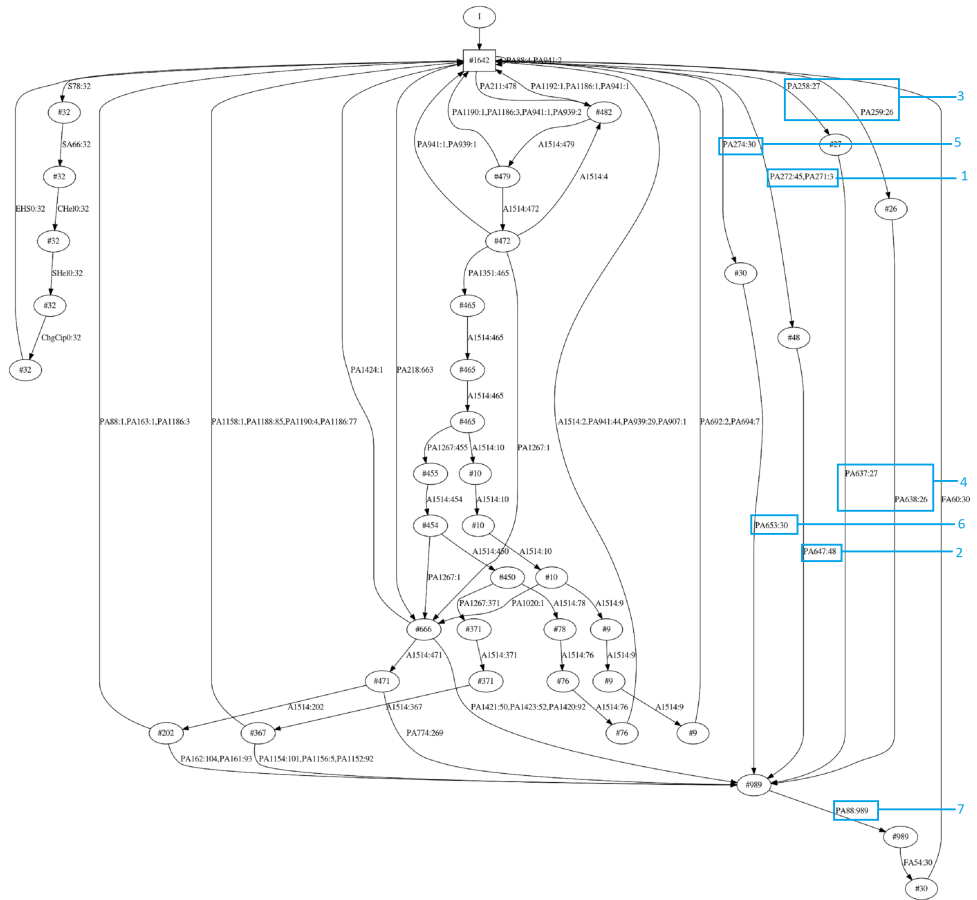 I
#1642
PA88:4,PA941:2
S78:32
PA211:478
PA1192:1,PA1186:1,PA941:1
PA258:27
3
#32
PA1190:1,PA1186:3,PA941:1,PA939:2
#482
PA259:26
SA66:32
PA941:1,PA939:1
A1514:479
PA274:30
#27
5
#32
#479
A1514:4
PA272:45,PA271:3
1
EHS0:32
CHel0:32
A1514:472
#26
#32
#472
SHel0:32
PA1351:465
#30
#32
#465
ChgCip0:32
A1514:465
#48
#32
PA1424:1
PA218:663
#465
A1514:465
PA88:1,PA163:1,PA1186:3
PA1158:1,PA1188:85,PA1190:4,PA1186:77
#465
A1514:2,PA941:44,PA939:29,PA907:1
PA692:2,PA694:7
PA1267:455
A1514:10
PA1267:1
#455
#10
PA637:27
4
A1514:454
A1514:10
PA638:26
FA60:30
#454
#10
PA653:30
6
A1514:450
A1514:10
PA647:48
2
PA1267:1
#450
#10
PA1267:371
PA1020:1
A1514:78
A1514:9
#666
#371
#78
#9
A1514:471
A1514:371
A1514:76
A1514:9
#471
#371
#76
#9
A1514:202
A1514:367
PA1421:50,PA1423:52,PA1420:92
A1514:76
A1514:9
#202
#367
PA774:269
#76
#9
PA162:104,PA161:93
PA1154:101,PA1156:5,PA1152:92
#989
PA88:989
7
#989
FA54:30
#30